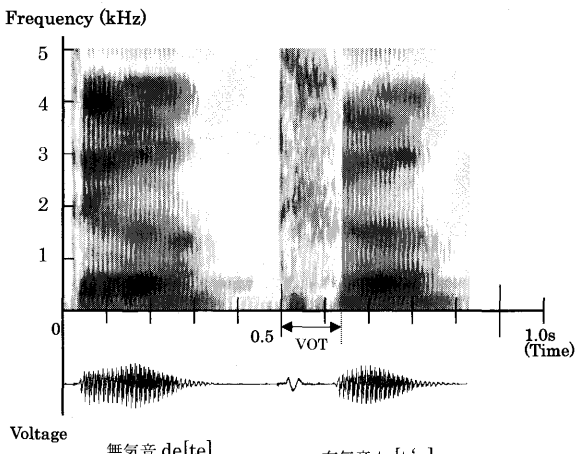 Frequency (kHz)
5
4
3
2
1
0
0.5
VOT
1.0s
(Time)
Voltage
無気音 de[te]